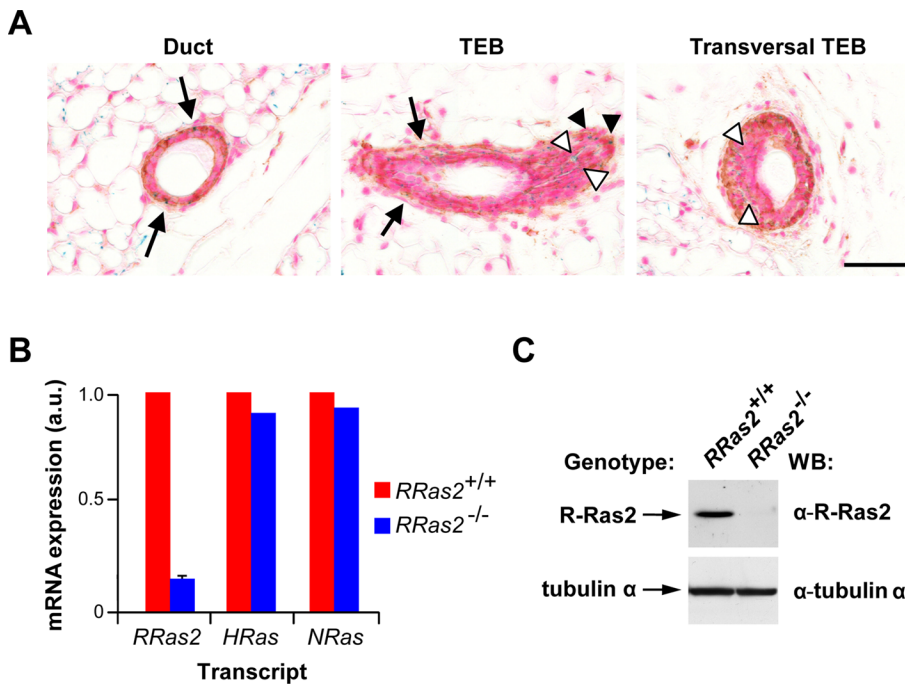 A
Duct
TEB
Transversal TEB
B
mRNA expression (a.u.)
1.0
0.5
0
RRas2
HRas
NRas
Transcript
RRas2+/+
RRas2-/-
C
Genotype:
RRas2+/+
RRas2-/-
WB:
R-Ras2
α-R-Ras2
tubulin α
α-tubulin α